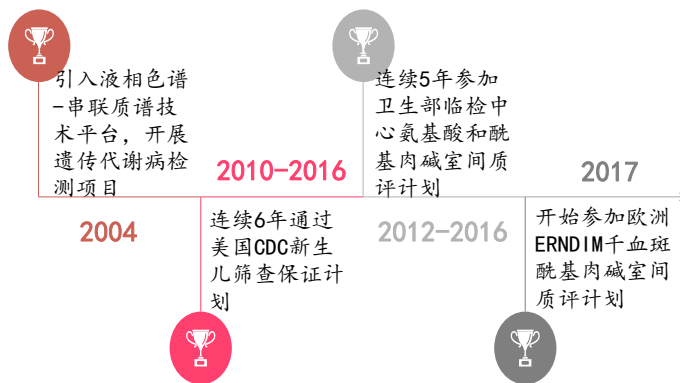 引入液相色谱
-串联质谱技
术平台，开展
遗传代谢病检
测项目
2004
2010-2016
连续6年通过
美国CDC新生
儿筛查保证计
划
连续5年参加
卫生部临检中
心氨基酸和酰
基肉碱室间质
评计划
2012-2016
2017
开始参加欧洲
ERNDIM千血斑
酰基肉碱室间
质评计划